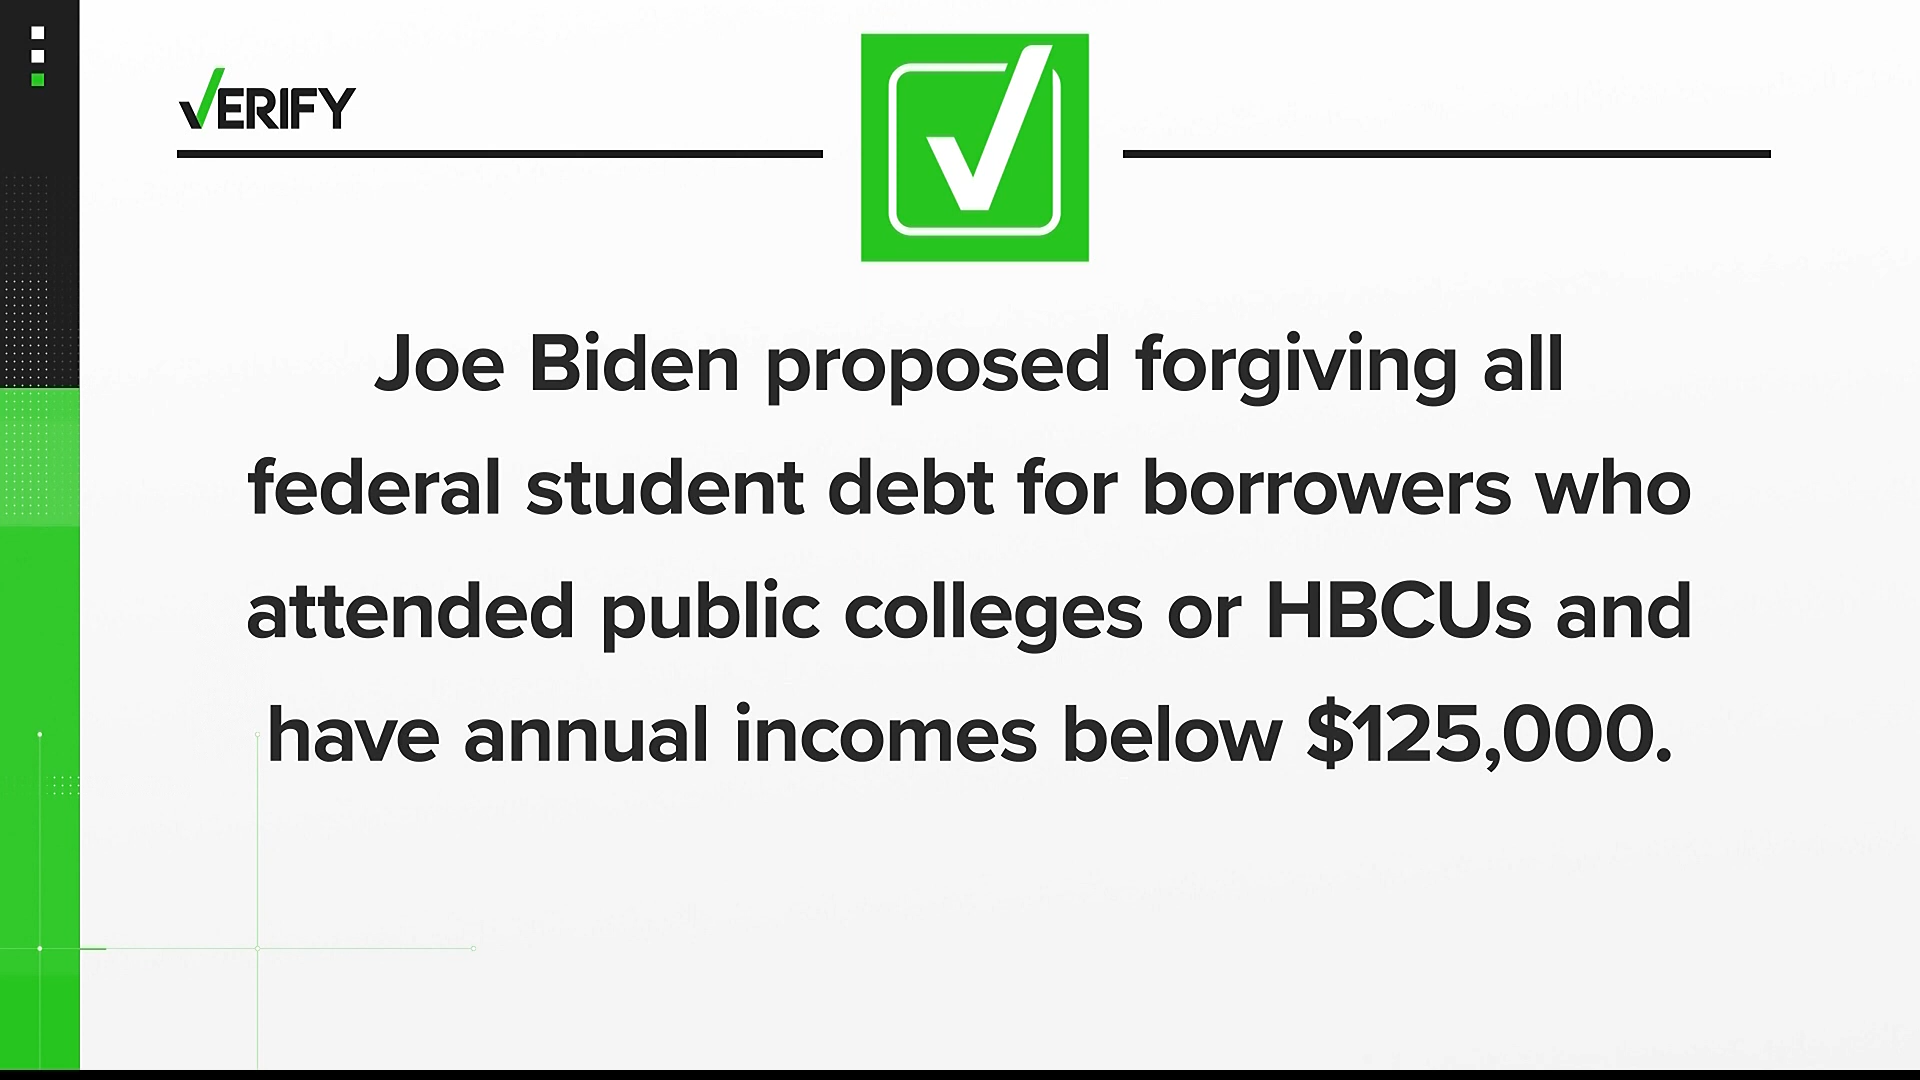 VERIFY
Joe Biden proposed forgiving all
federal student debt for borrowers who
attended public colleges or HBCUs and
have annual incomes below $125,000.